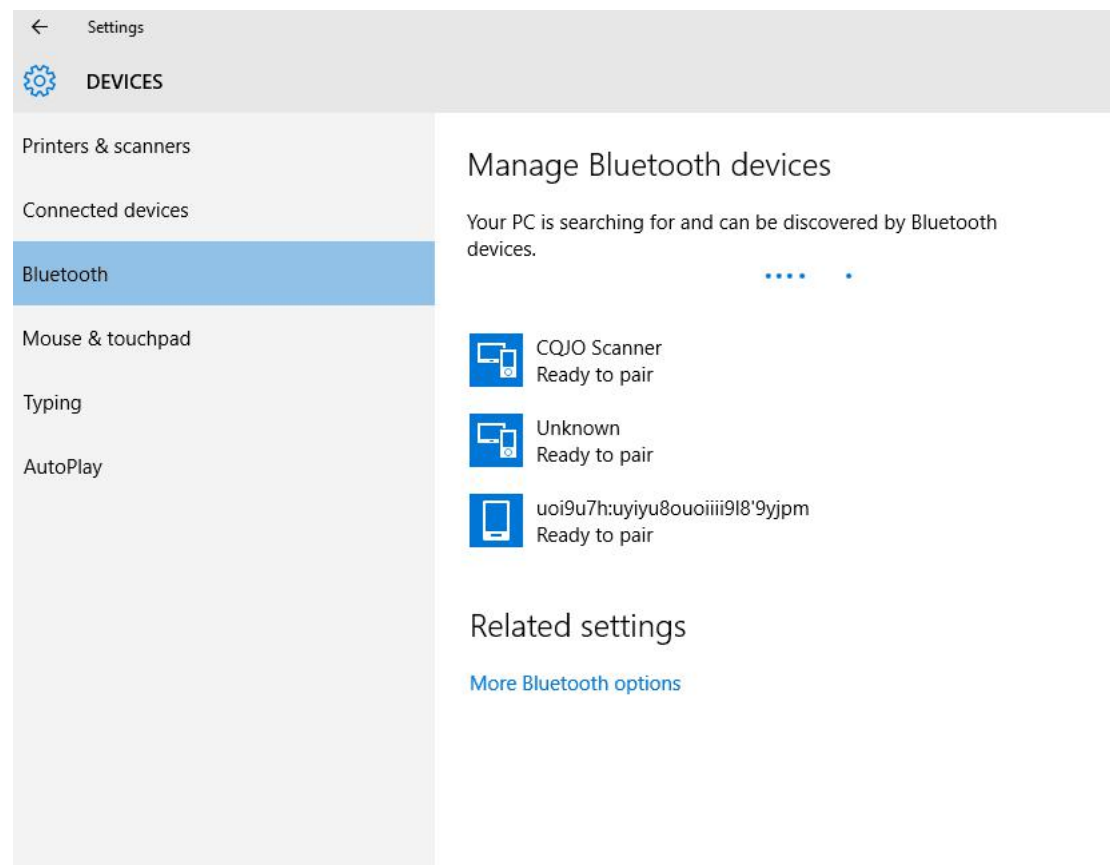 Settings
DEVICES
Printers & scanners
Connected devices
Bluetooth
Mouse & touchpad
Typing
AutoPlay
Manage Bluetooth devices
Your PC is searching for and can be discovered by Bluetooth
devices.
CQJO Scanner
Ready to pair
Unknown
Ready to pair
uoi9u7h:uyiyu8ouoiiii9l8'9yjpm
Ready to pair
Related settings
More Bluetooth options